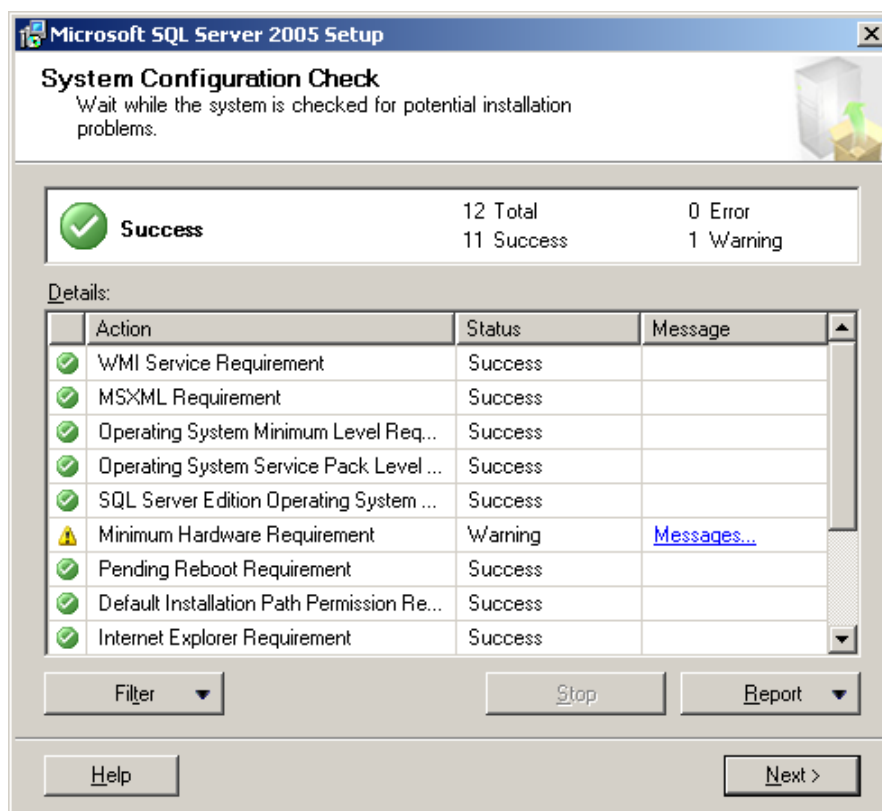 Microsoft SQL Server 2005 Setup
System Configuration Check
Wait while the system is checked for potential installation
problems.
Success
12 Total
0 Error
11 Success
1 Warning
Details:
Action Status Message
WMI Service Requirement Success
MSXML Requirement Success
Operating System Minimum Level Req... Success
Operating System Service Pack Level ... Success
SQL Server Edition Operating System ... Success
Minimum Hardware Requirement Warning Messages...
Pending Reboot Requirement Success
Default Installation Path Permission Re... Success
Internet Explorer Requirement Success
Filter
Stop
Report
Help
Next >